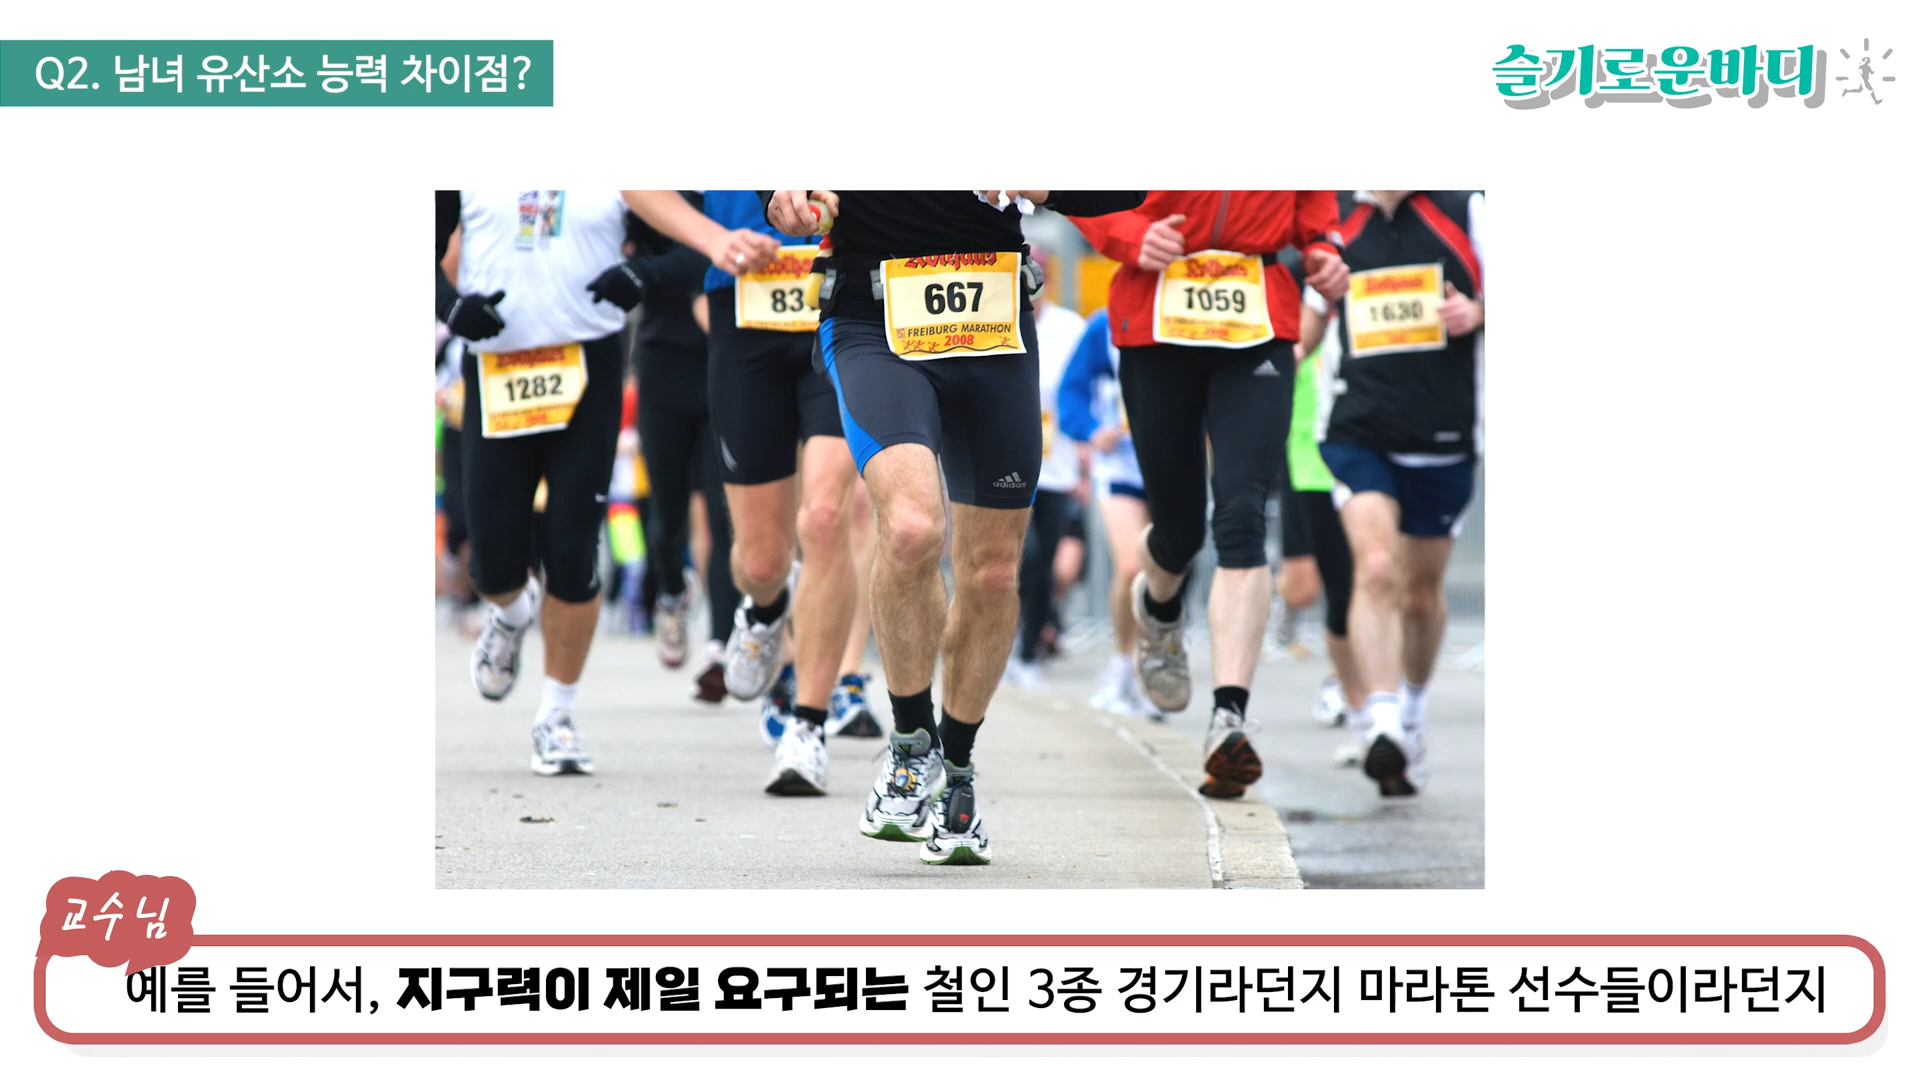 Q2. 남녀 유산소 능력 차이점?
슬기로운바디
1282
83
667
FREIBURG MARATHON
2008
adidas
1059
1630
교수님
예를 들어서, 지구력이 제일 요구되는 철인 3종 경기라던지 마라톤 선수들이라던지